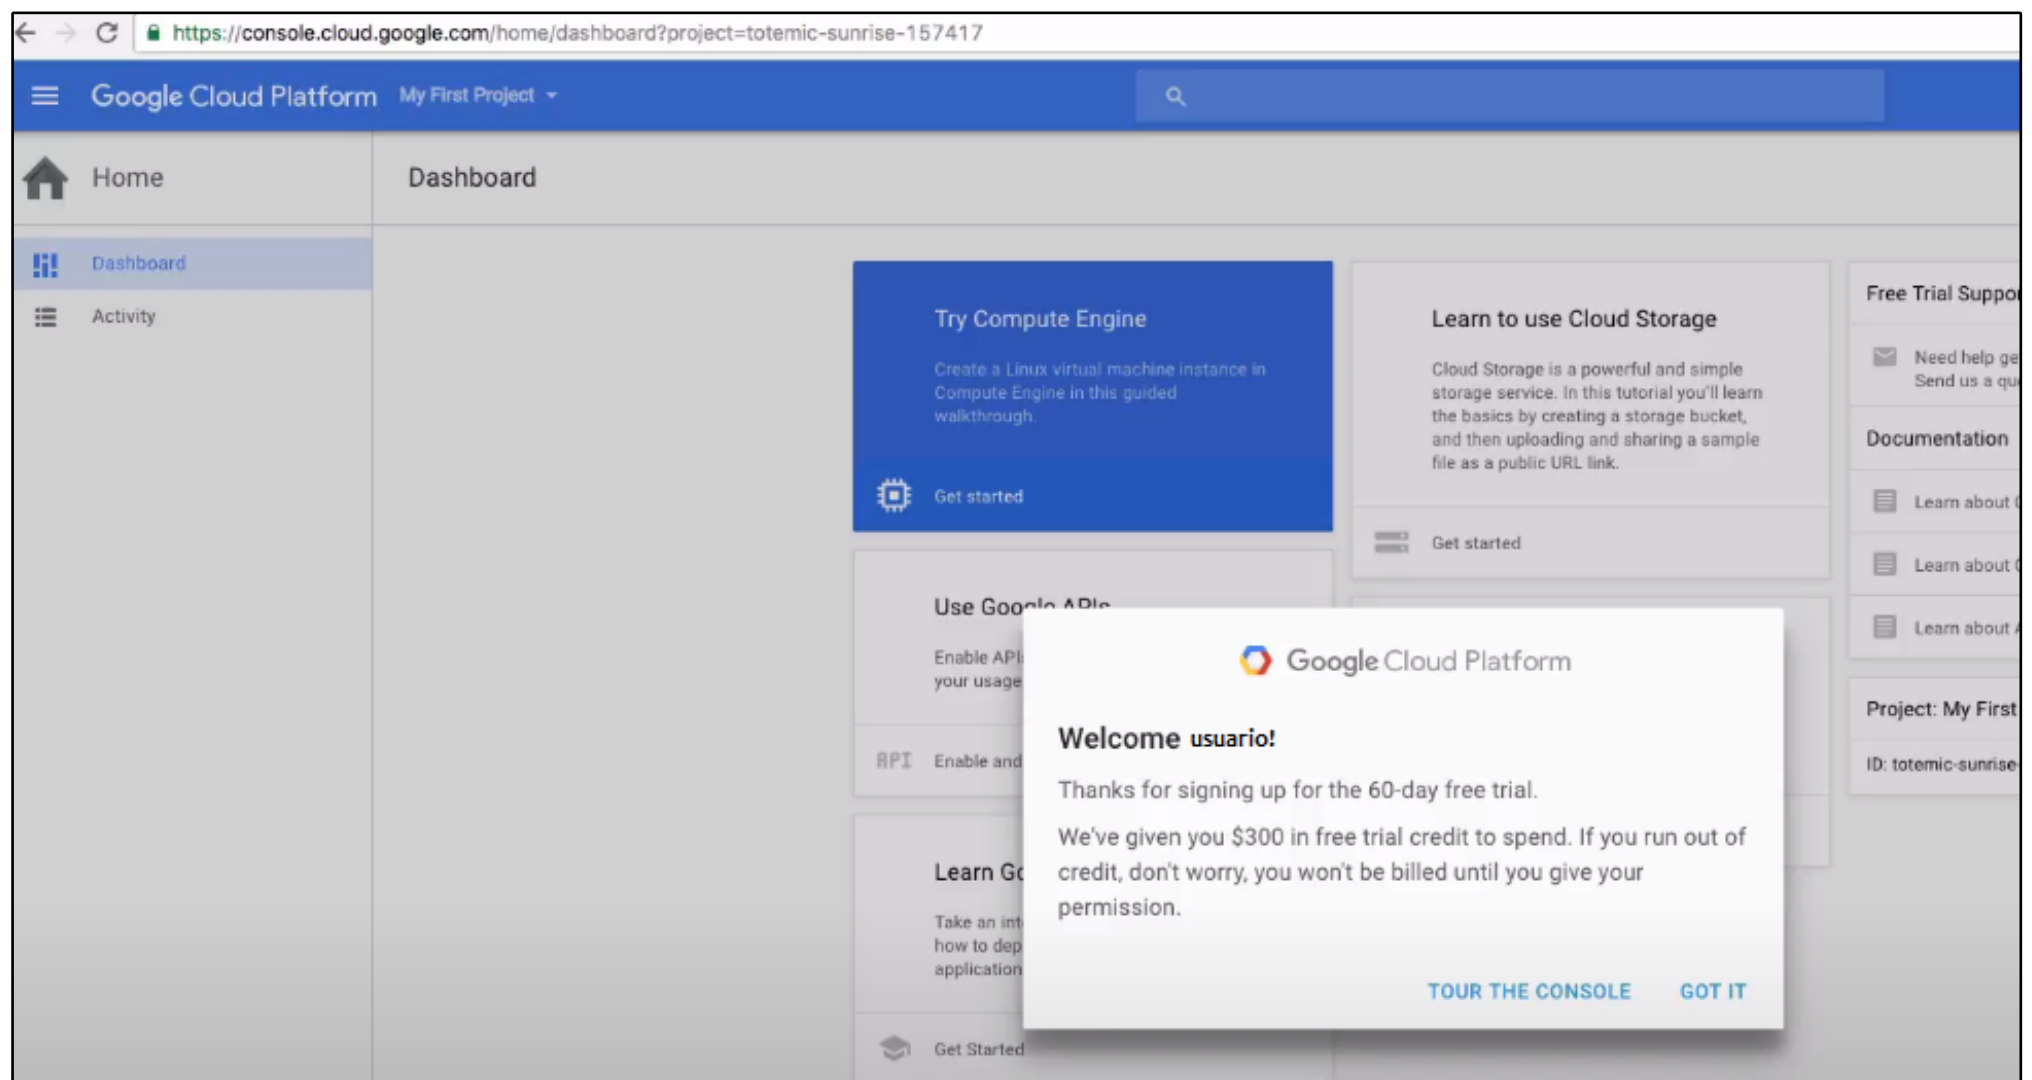 https://console.cloud.google.com/home/dashboard?project=totemic-sunrise-157417
Google Cloud Platform My First Project
Home
Dashboard
Dashboard
Activity
Try Compute Engine
Create a Linux virtual machine instance in
Compute Engine in this guided
walkthrough.
Get started
Learn to use Cloud Storage
Cloud Storage is a powerful and simple
storage service. In this tutorial you'll learn
the basics by creating a storage bucket,
and then uploading and sharing a sample
file as a public URL link.
Get started
Free Trial
Need help
Send us a
Documentation
Learn about
Learn about
Learn about
Project: My First
ID: totemic-sunrise-
Use Google APIs
Enable
your usage
API Enable and
Learn
Take an
how to
application
Get Started
Google Cloud Platform
Welcome usuario!
Thanks for signing up for the 60-day free trial.
We've given you $300 in free trial credit to spend. If you run out of
credit, don't worry, you won't be billed until you give your
permission.
TOUR THE CONSOLE GOT IT